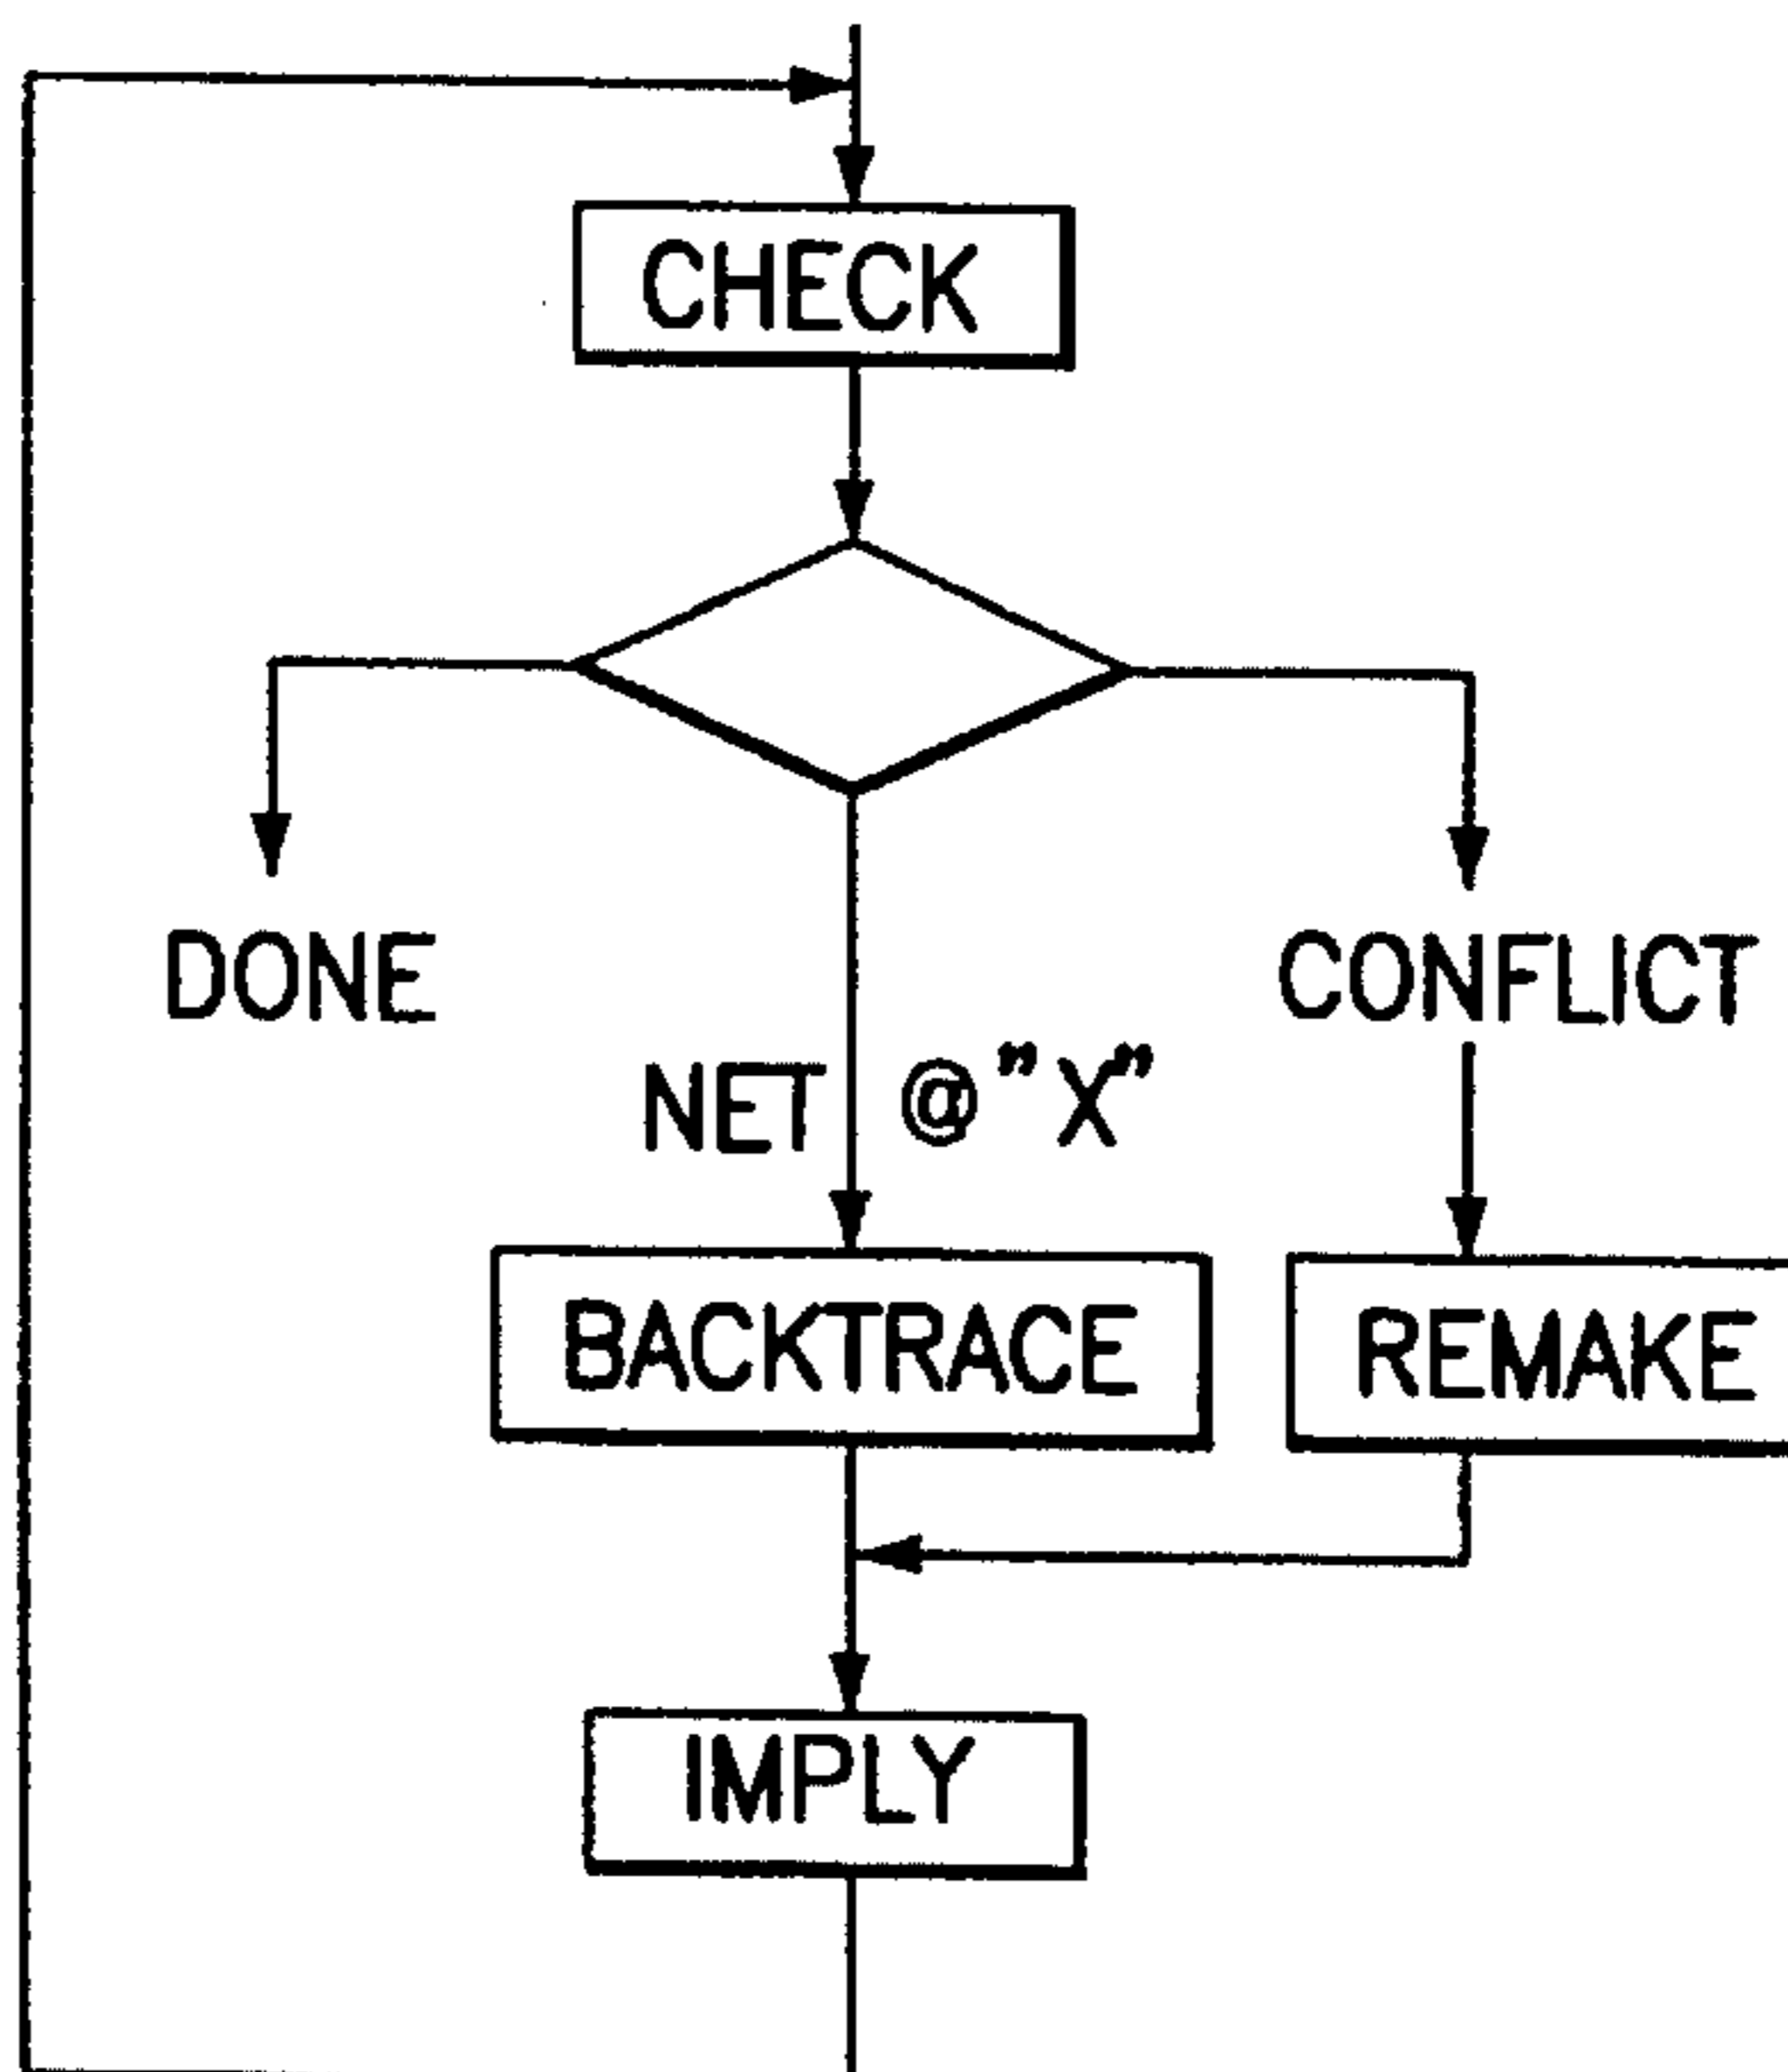 CHECK
DONE
CONFLICT
NET @"X"
BACKTRACE
REMAKE
IMPLY